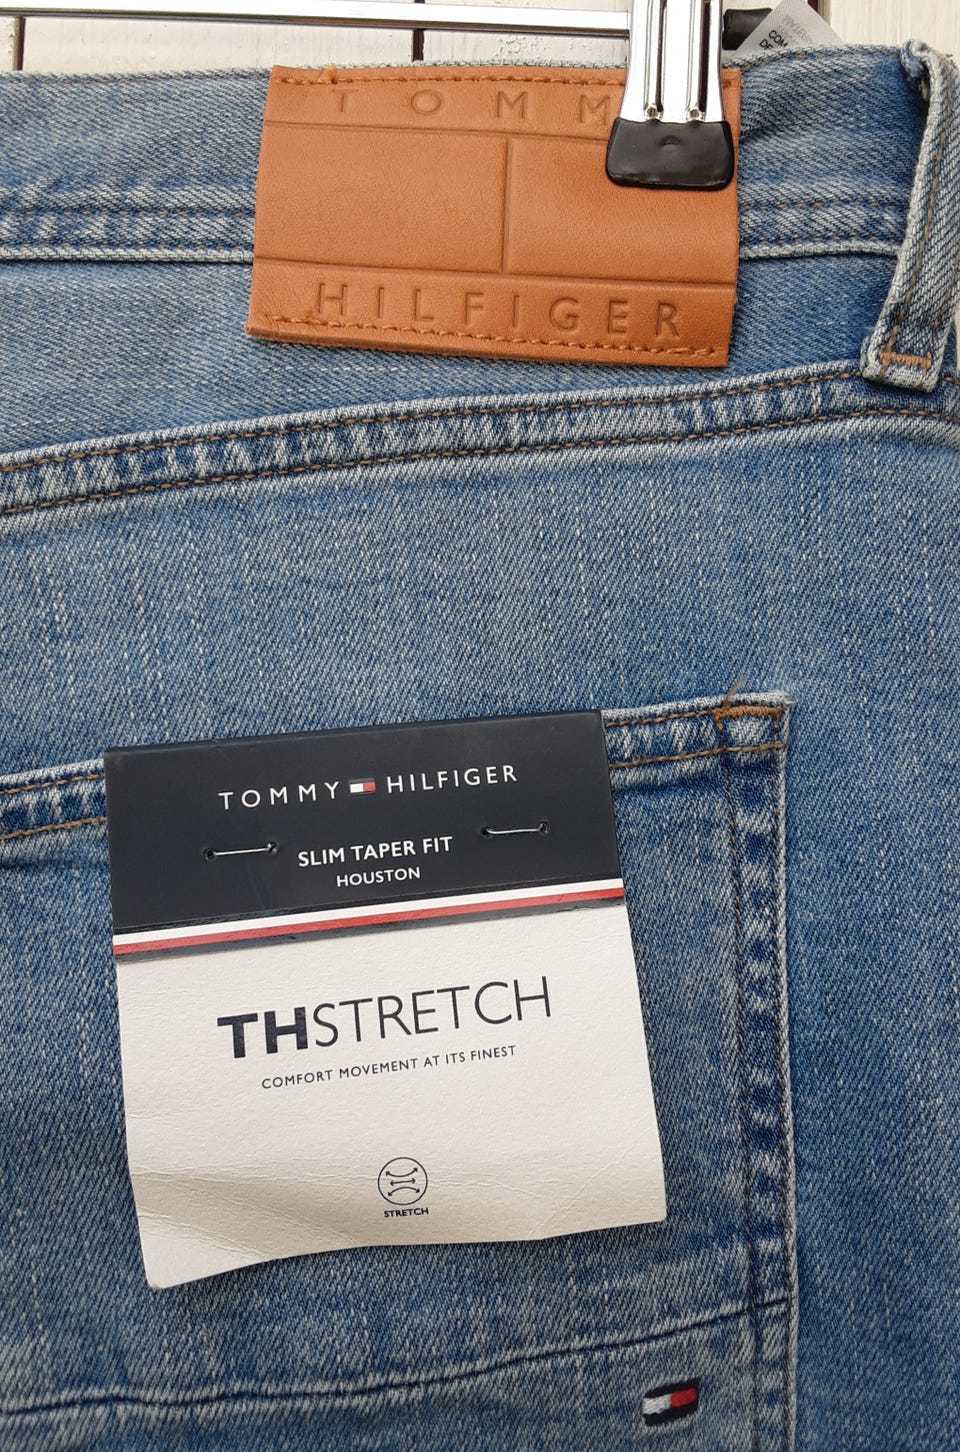 TOMM
HILFIGER
TOMMY HILFIGER
SLIM TAPER FIT
HOUSTON
THSTRETCH
COMFORT MOVEMENT AT ITS FINEST
STRETCH